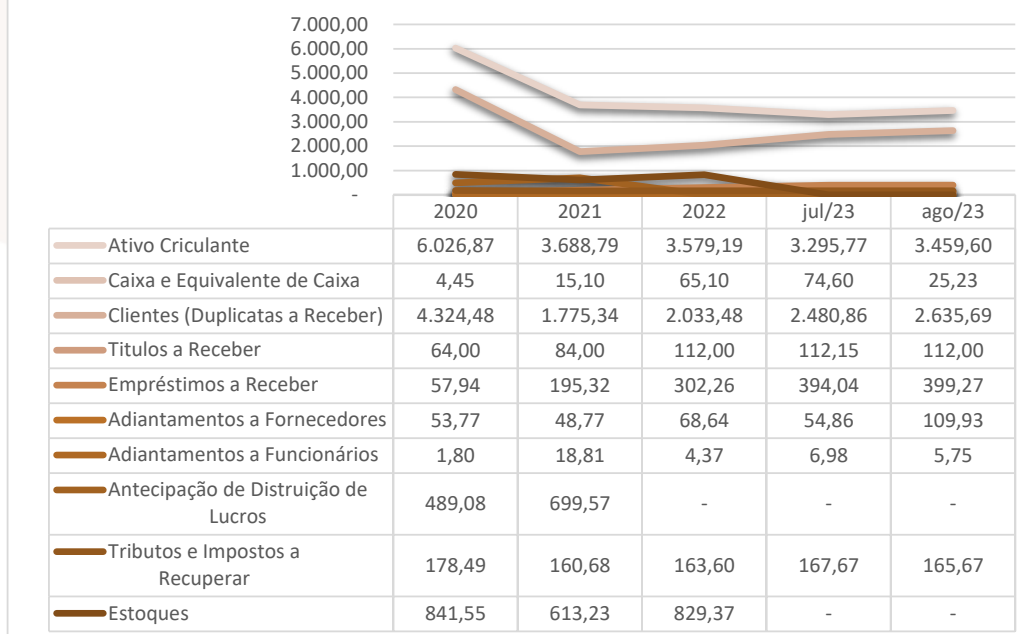 7.000,00
6.000,00
5.000,00
4.000,00
3.000,00
2.000,00
1.000,00
-
2020 2021 2022 jul/23 ago/23
Ativo Criculante 6.026,87 3.688,79 3.579,19 3.295,77 3.459,60
Caixa e Equivalente de Caixa 4,45 15,10 65,10 74,60 25,23
Clientes (Duplicatas a Receber) 4.324,48 1.775,34 2.033,48 2.480,86 2.635,69
Titulos a Receber 64,00 84,00 112,00 112,15 112,00
Empréstimos a Receber 57,94 195,32 302,26 394,04 399,27
Adiantamentos a Fornecedores 53,77 48,77 68,64 54,86 109,93
Adiantamentos a Funcionários 1,80 18,81 4,37 6,98 5,75
Antecipação de Distruição de
Lucros 489,08 699,57 - - -
Tributos e Impostos a
Recuperar 178,49 160,68 163,60 167,67 165,67
Estoques 841,55 613,23 829,37 - -